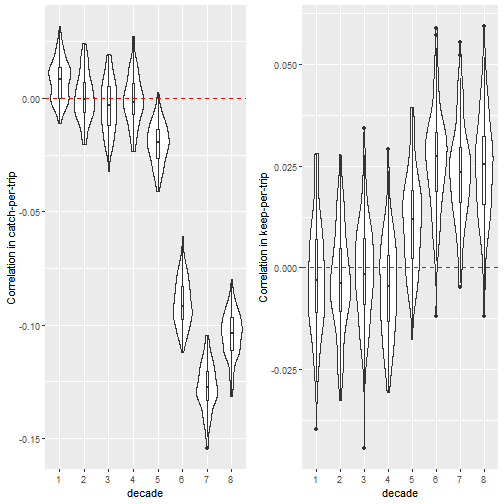 Correlation in catch-per-trip
0.00
-0.05
-0.10
-0.15
1 2 3 4 5 6 7 8
decade
Correlation in keep-per-trip
0.050
0.025
0.000
-0.025
1 2 3 4 5 6 7 8
decade